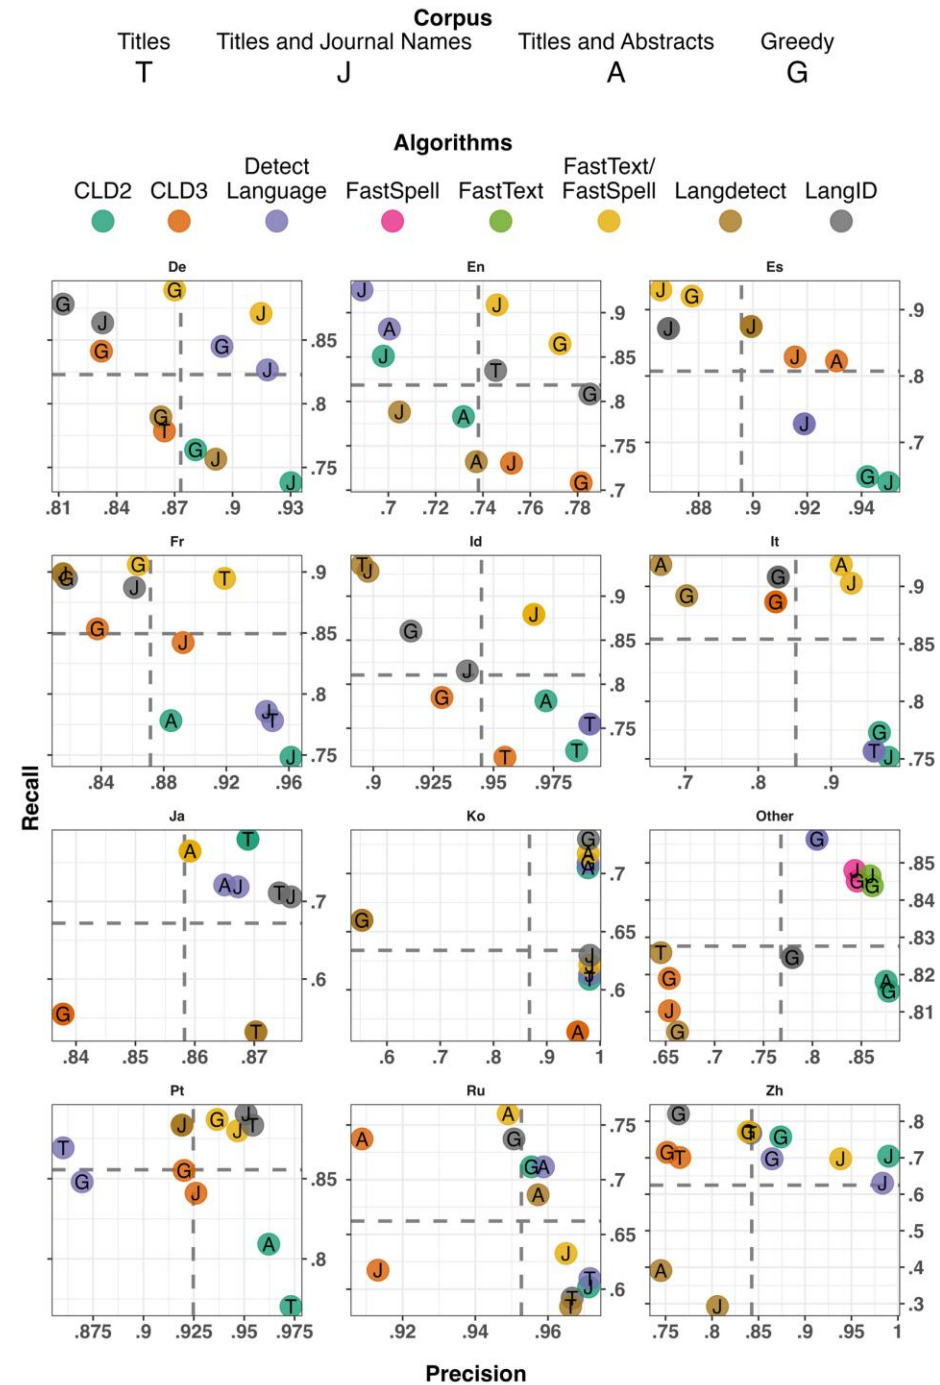 Corpus
Titles Titles and Journal Names Titles and Abstracts Greedy
T J A G
Algorithms
Detect FastText/
CLD2 CLD3 Language FastSpell FastText FastSpell Langdetect LangID
De En Es
G J G G J G J T G G J J
J A J J G T G J A J A J G
J G J J A A J G J
.85 .8 .75
.9 .85 .8 .75 .7
.9 .8 .7
.81 .84 .87 .9 .93
.7 .72 .74 .76 .78
.88 .9 .92 .94
Fr Id It
J G G J T G J A J T J
T J G J J G A T T T
A G G G A J G T J
.9 .85 .8 .75
.9 .85 .8 .75
.9 .85 .8 .75
.84 .88 .92 .96
.9 .925 .95 .975
.7 .8 .9
Recall
Ja Ko Other
A T A J T J G T
G G J A
G J G J G G T G J G A G
.7 .6
.7 .65 .6
.85 .84 .83 .82 .81
.84 .85 .86 .87
.6 .7 .8 .9 1
.65 .7 .75 .8 .85
Pt Ru Zh
T G J G J J T G J A T
A A G G A A J J T J T
G G T G G G J J J A J
.85 .8
.75 .7 .65 .6
.8 .7 .6 .5 .4 .3
.875 .9 .925 .95 .975
.92 .94 .96
.75 .8 .85 .9 .95 1
Precision